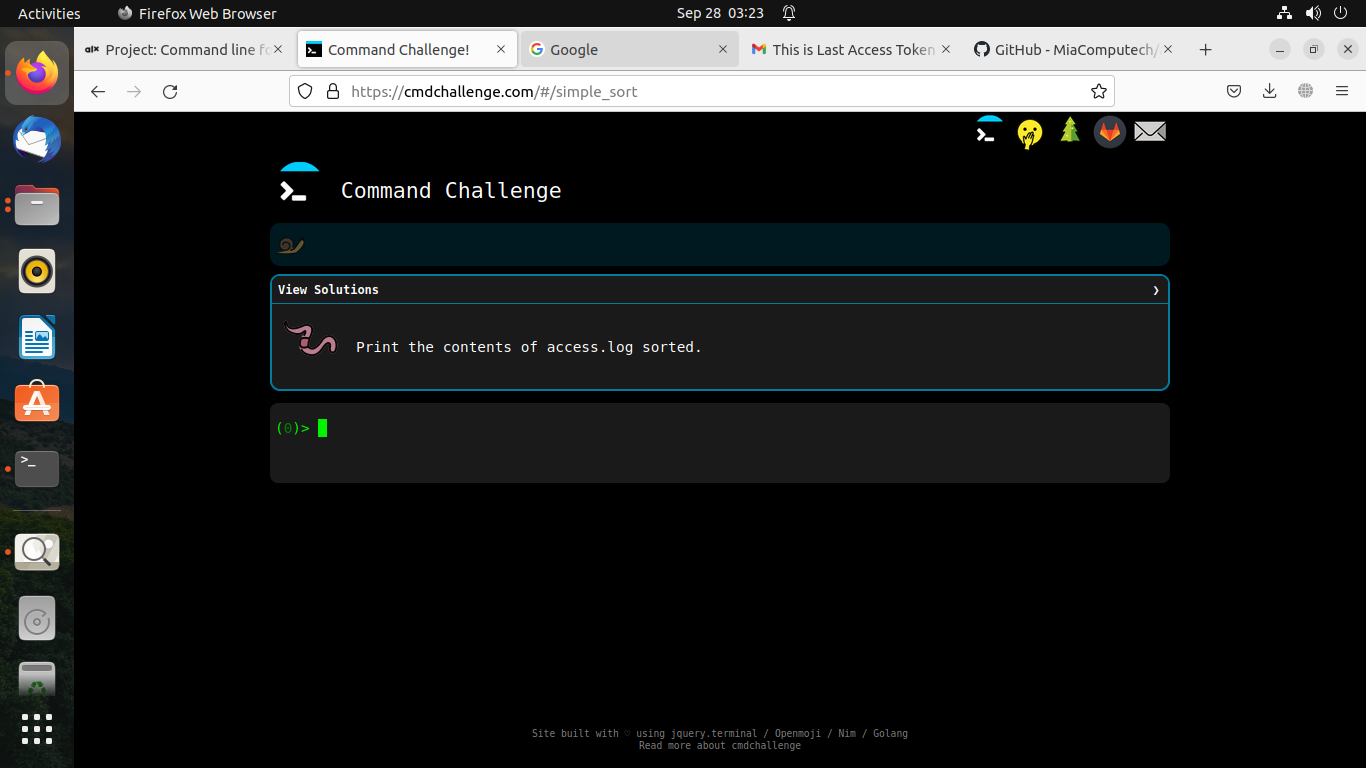 Activities
Firefox Web Browser
Sep 28 03:23
alx Project: Command line fo
Command Challenge!
Google
This is Last Access Token
GitHub - MiaComputech/
https://cmdchallenge.com/#/simple_sort
Command Challenge
View Solutions
Print the contents of access.log sorted.
(0)>
Site built with ♡ using jquery.terminal / Openmoji / Nim / Golang
Read more about cmdchallenge